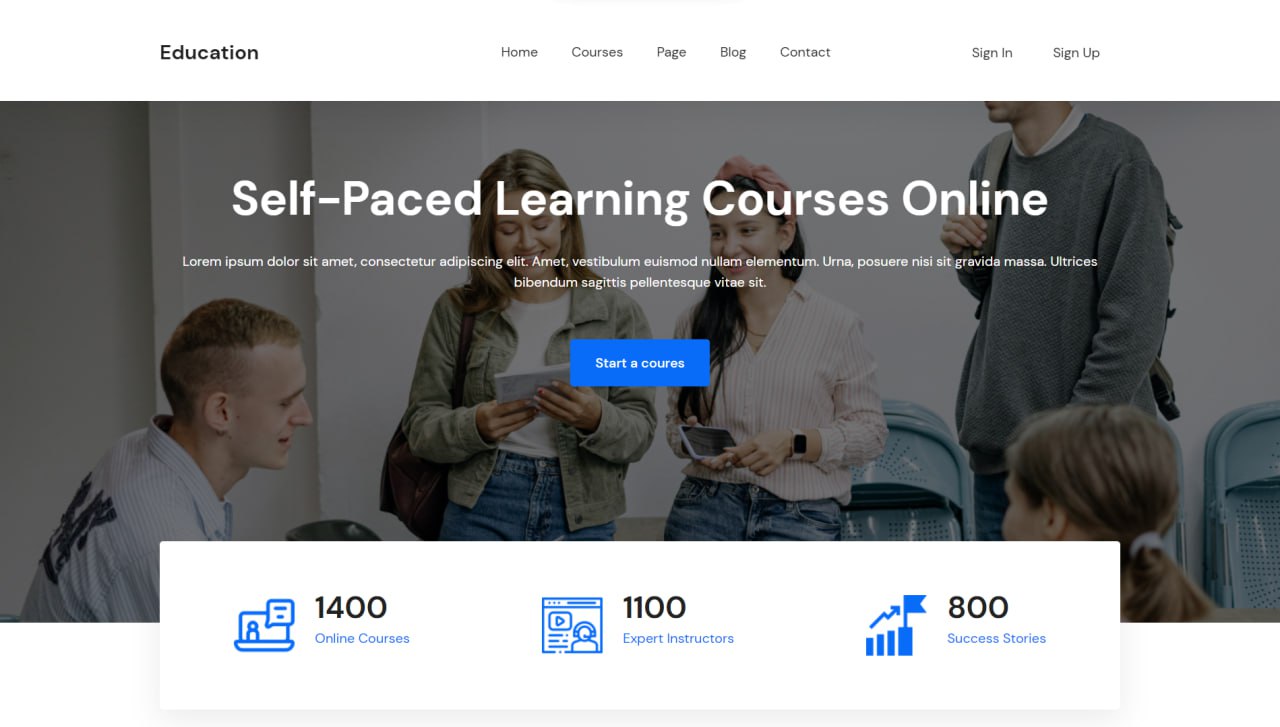 Education
Home Courses Page Blog Contact
Sign In Sign Up
Self-Paced Learning Courses Online
Lorem ipsum dolor sit amet, consectetur adipiscing elit. Amet, vestibulum euismod nullam elementum. Urna, posuere nisi sit gravida massa. Ultrices
bibendum sagittis pellentesque vitae sit.
Start a coures
1400
Online Courses
1100
Expert Instructors
800
Success Stories